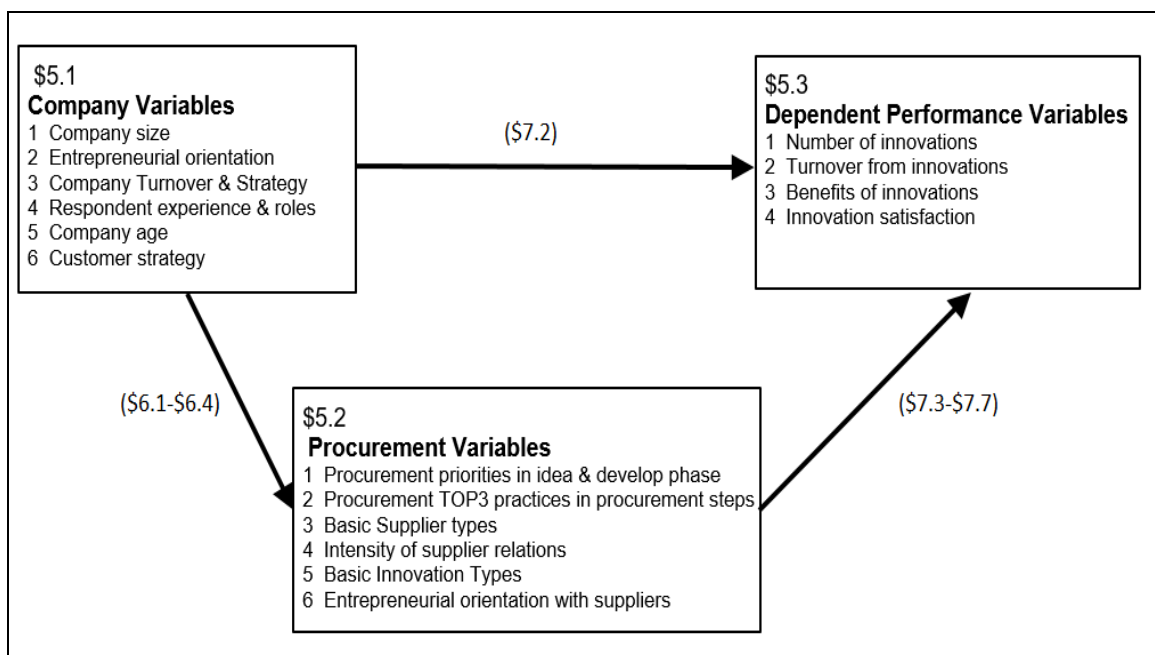 $5.1
Company Variables
1 Company size
2 Entrepreneurial orientation
3 Company Turnover & Strategy
4 Respondent experience & roles
5 Company age
6 Customer strategy
($7.2)
$5.3
Dependent Performance Variables
1 Number of innovations
2 Turnover from innovations
3 Benefits of innovations
4 Innovation satisfaction
($6.1-$6.4)
($7.3-$7.7)
$5.2
Procurement Variables
1 Procurement priorities in idea & develop phase
2 Procurement TOP3 practices in procurement steps
3 Basic Supplier types
4 Intensity of supplier relations
5 Basic Innovation Types
6 Entrepreneurial orientation with suppliers